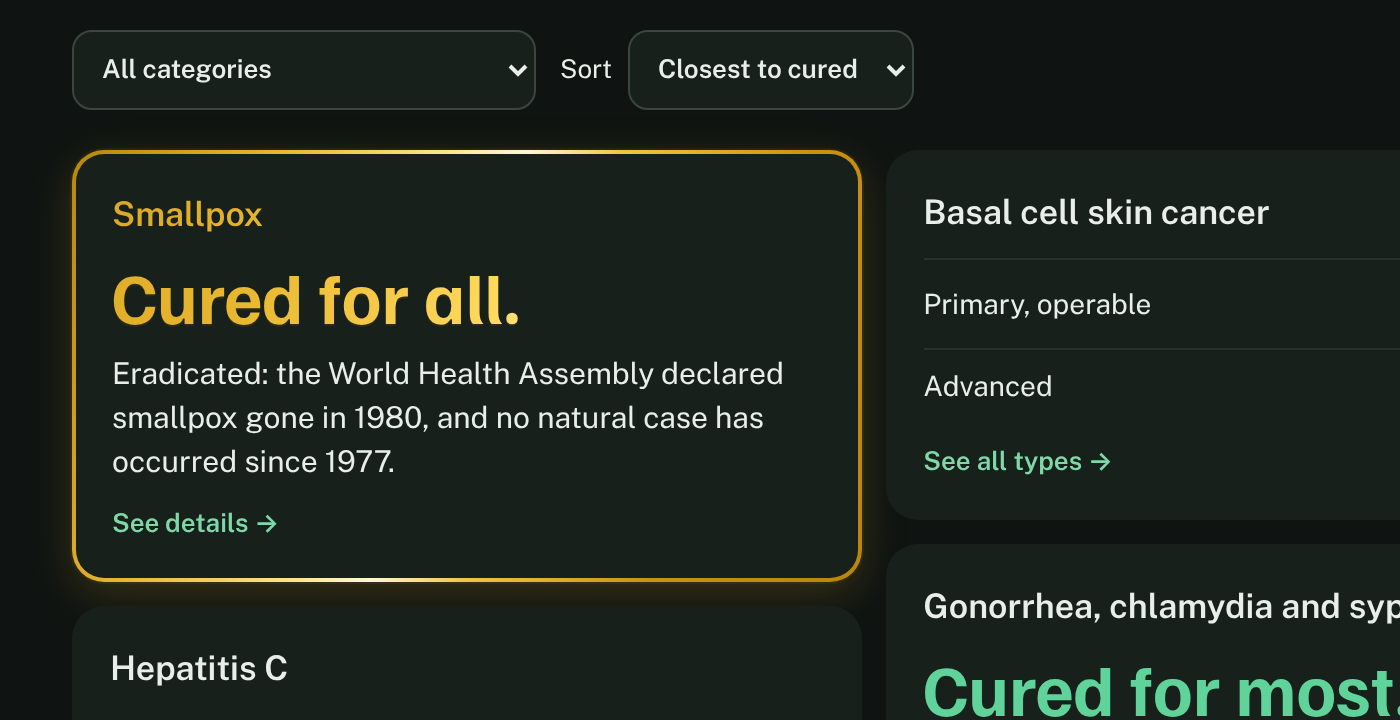 All categories
Sort
Closest to cured
Smallpox
Cured for all.
Eradicated: the World Health Assembly declared
smallpox gone in 1980, and no natural case has
occurred since 1977.
See details →
Hepatitis C
Basal cell skin cancer
Primary, operable
Advanced
See all types →
Gonorrhea, chlamydia and
Cured for most.